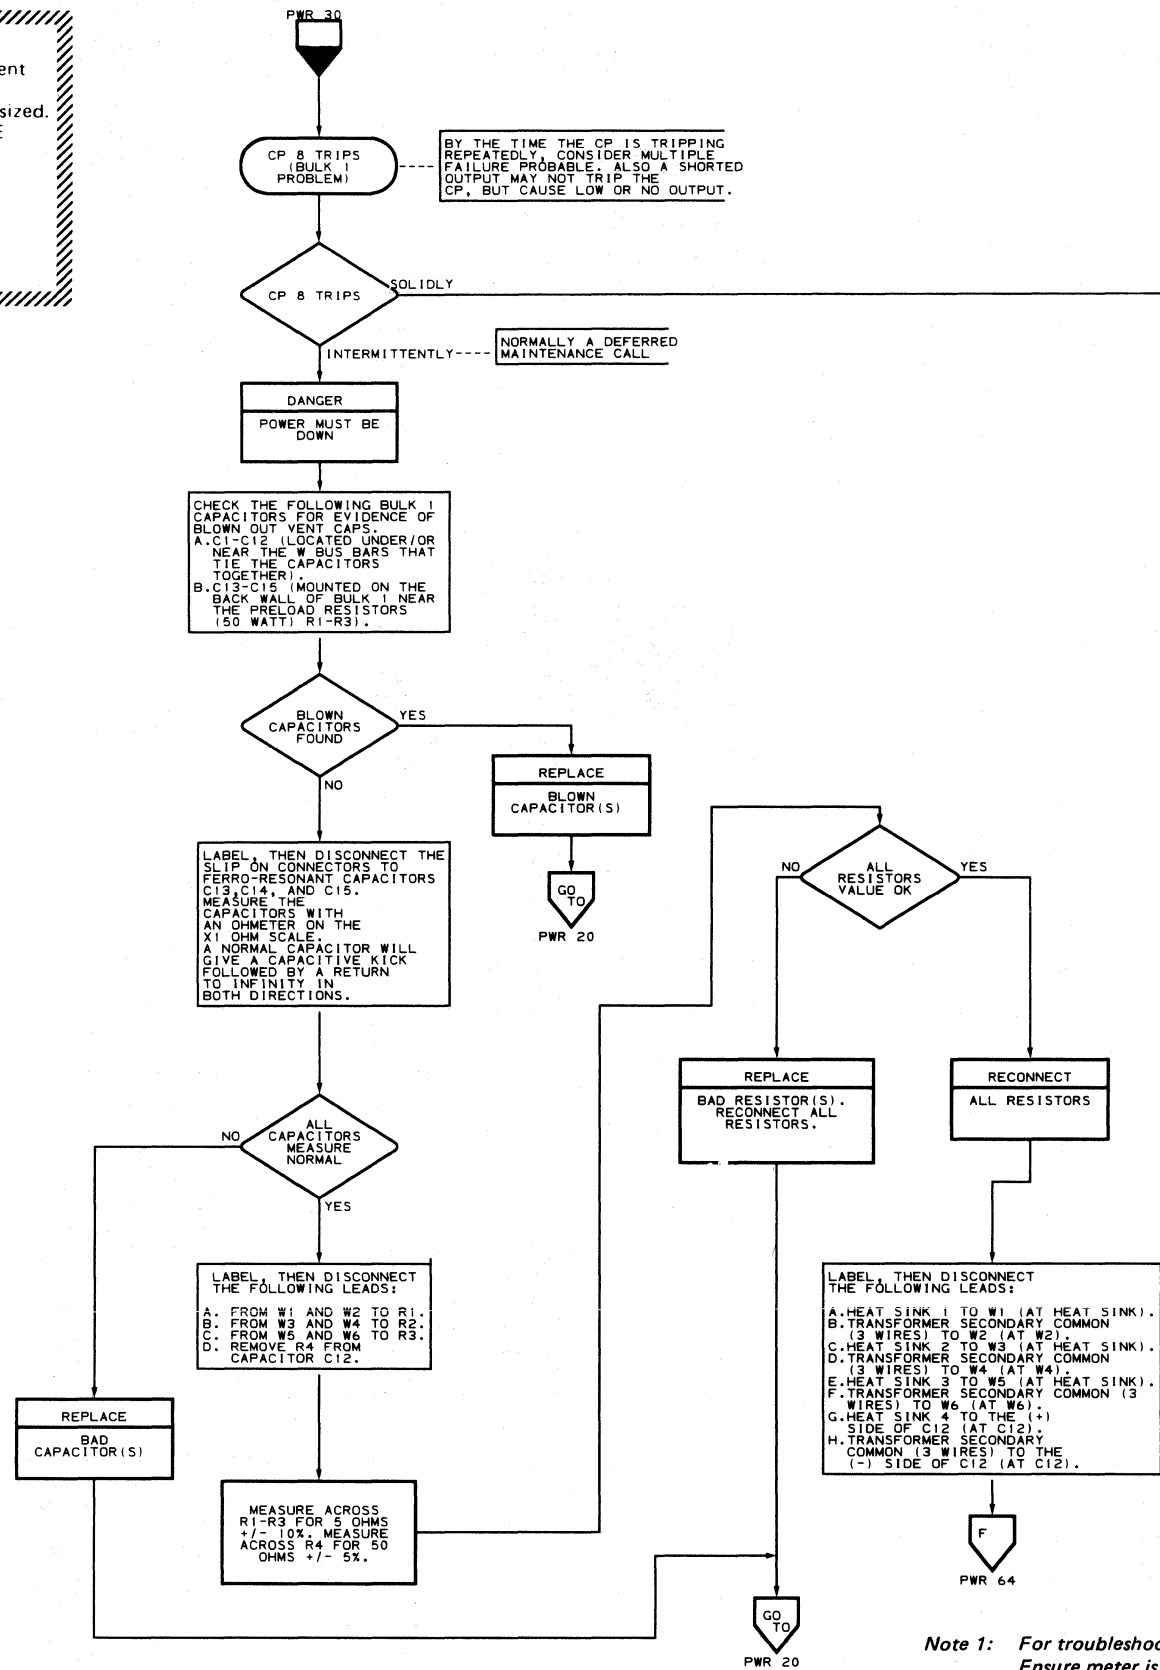 ent
sized.
E
PWR 30
CP 8 TRIPS
(BULK 1
PROBLEM)
BY THE TIME THE CP IS TRIPPING
REPEATEDLY, CONSIDER MULTIPLE
FAILURE PROBABLE. ALSO A SHORTED
OUTPUT MAY NOT TRIP THE
CP, BUT CAUSE LOW OR NO OUTPUT.
CP 8 TRIPS
SOLIDLY
INTERMITTENTLY
NORMALLY A DEFERRED
MAINTENANCE CALL
DANGER
POWER MUST BE
DOWN
CHECK THE FOLLOWING BULK 1
CAPACITORS FOR EVIDENCE OF
BLOWN OUT VENT CAPS.
A.C1-C12 (LOCATED UNDER/OR
NEAR THE W BUS BARS THAT
TIE THE CAPACITORS
TOGETHER).
B.C13-C15 (MOUNTED ON THE
BACK WALL OF BULK 1 NEAR
THE PRELOAD RESISTORS
(50 WATT) R1-R3).
BLOWN
CAPACITORS
FOUND
YES
NO
REPLACE
BLOWN
CAPACITOR(S)
GO
TO
PWR 20
LABEL, THEN DISCONNECT THE
SLIP ON CONNECTORS TO
FERRO-RESONANT CAPACITORS
C13,C14, AND C15.
MEASURE THE
CAPACITORS WITH
AN OHMETER ON THE
X1 OHM SCALE.
A NORMAL CAPACITOR WILL
GIVE A CAPACITIVE KICK
FOLLOWED BY A RETURN
TO INFINITY IN
BOTH DIRECTIONS.
ALL
CAPACITORS
MEASURE
NORMAL
NO
YES
REPLACE
BAD
CAPACITOR(S)
LABEL, THEN DISCONNECT
THE FOLLOWING LEADS:
A. FROM W1 AND W2 TO R1.
B. FROM W3 AND W4 TO R2.
C. FROM W5 AND W6 TO R3.
D. REMOVE R4 FROM
CAPACITOR C12.
MEASURE ACROSS
R1-R3 FOR 5 OHMS
+/- 10%. MEASURE
ACROSS R4 FOR 50
OHMS +/- 5%.
ALL
RESISTORS
VALUE OK
NO
YES
REPLACE
BAD RESISTOR(S).
RECONNECT ALL
RESISTORS.
RECONNECT
ALL RESISTORS
LABEL, THEN DISCONNECT
THE FOLLOWING LEADS:
A.HEAT SINK 1 TO W1 (AT HEAT SINK).
B.TRANSFORMER SECONDARY COMMON
(3 WIRES) TO W2 (AT W2).
C.HEAT SINK 2 TO W3 (AT HEAT SINK).
D.TRANSFORMER SECONDARY COMMON
(3 WIRES) TO W4 (AT W4).
E.HEAT SINK 3 TO W5 (AT HEAT SINK).
F.TRANSFORMER SECONDARY COMMON (3
WIRES) TO W6 (AT W6).
G.HEAT SINK 4 TO THE (+)
SIDE OF C12 (AT C12).
H.TRANSFORMER SECONDARY
COMMON (3 WIRES) TO THE
(-) SIDE OF C12 (AT C12).
F
PWR 64
GO
TO
PWR 20
Note 1: For troubleshoo
Ensure meter is